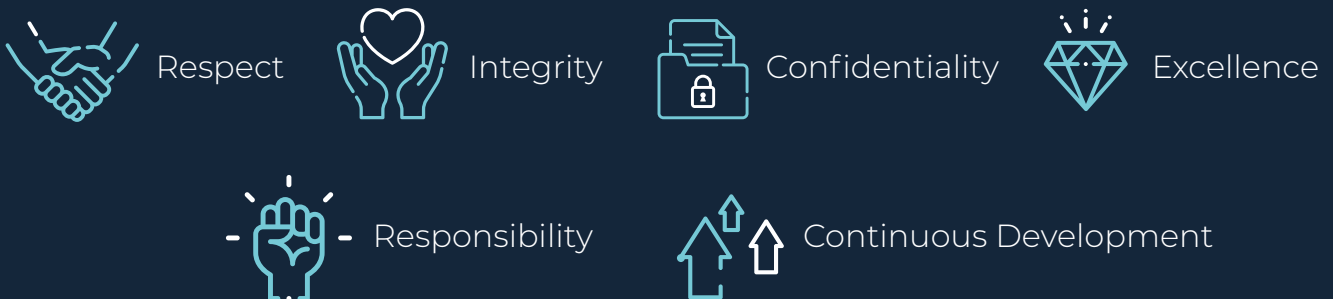 Respect
Integrity
Confidentiality
Excellence
Responsibility
Continuous Development